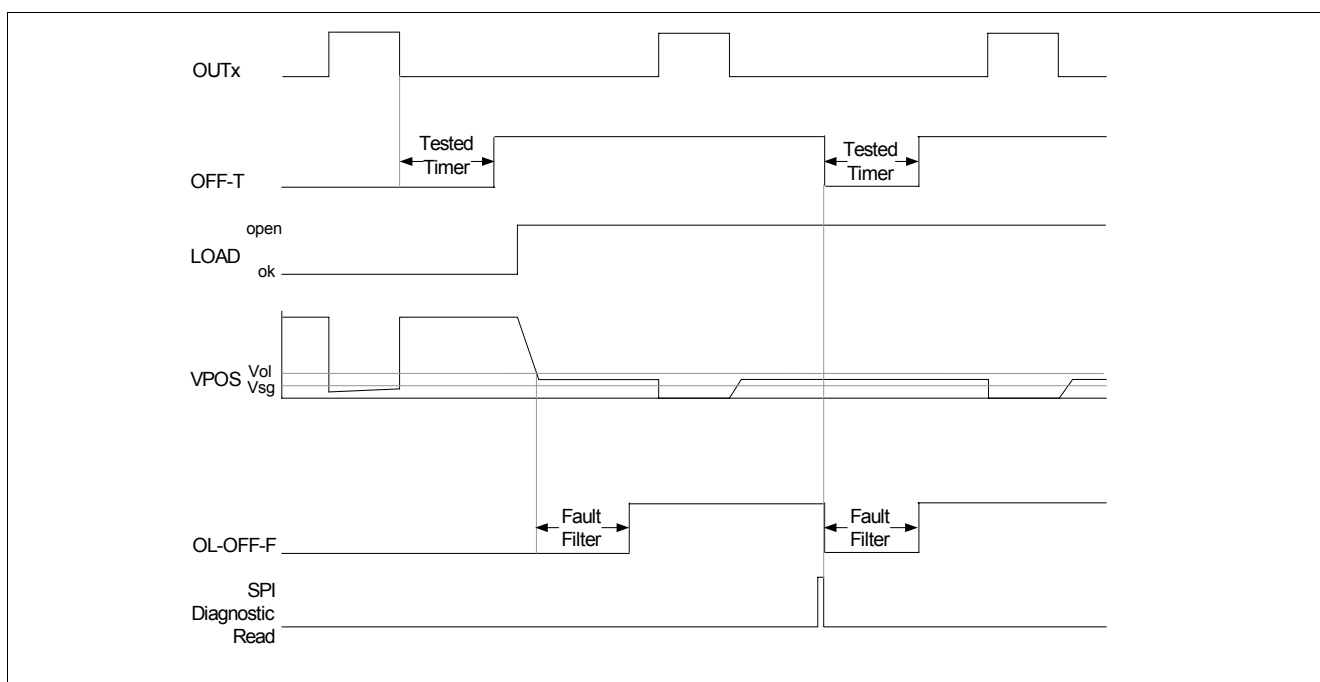 OUTx
Tested
Timer
Tested
Timer
OFF-T
open
LOAD
ok
Vol
VPOS
Vsg
Fault
Filter
Fault
Filter
OL-OFF-F
SPI
Diagnostic
Read